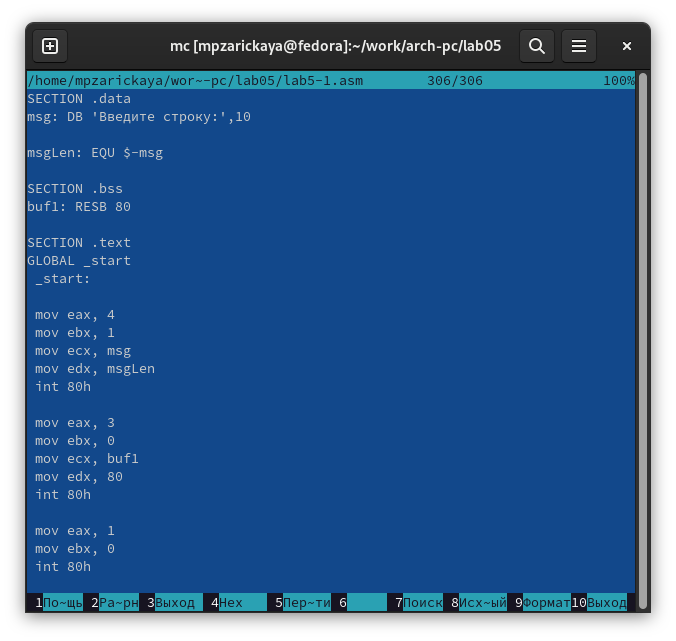 mc [mpzarickaya@fedora]:~/work/arch-pc/lab05
/home/mpzarickaya/wor~-pc/lab05/lab5-1.asm 306/306 100%
SECTION .data
msg: DB 'Введите строку:',10
msgLen: EQU $-msg
SECTION .bss
buf1: RESB 80
SECTION .text
GLOBAL _start
_start:
mov eax, 4
mov ebx, 1
mov ecx, msg
mov edx, msgLen
int 80h
mov eax, 3
mov ebx, 0
mov ecx, buf1
mov edx, 80
int 80h
mov eax, 1
mov ebx, 0
int 80h
1По~щь 2Ра~рн 3Выход 4Hex 5Пер~ти 6 7Поиск 8Исх~ый 9Формат 10Выход